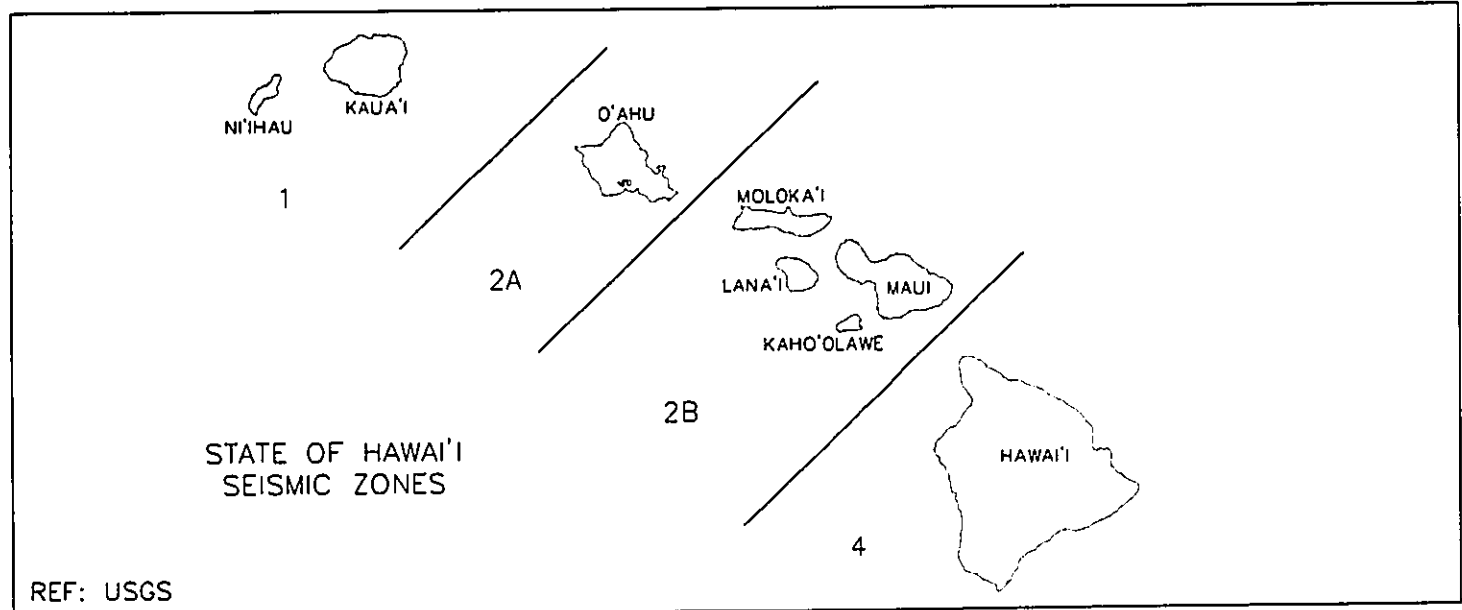 NI'IHAU
KAUA'I
O'AHU
1
MOLOKA'I
2A
LANA'I
MAUI
KAHO'OLAWE
2B
STATE OF HAWAI'I
SEISMIC ZONES
HAWAI'I
4
REF: USGS